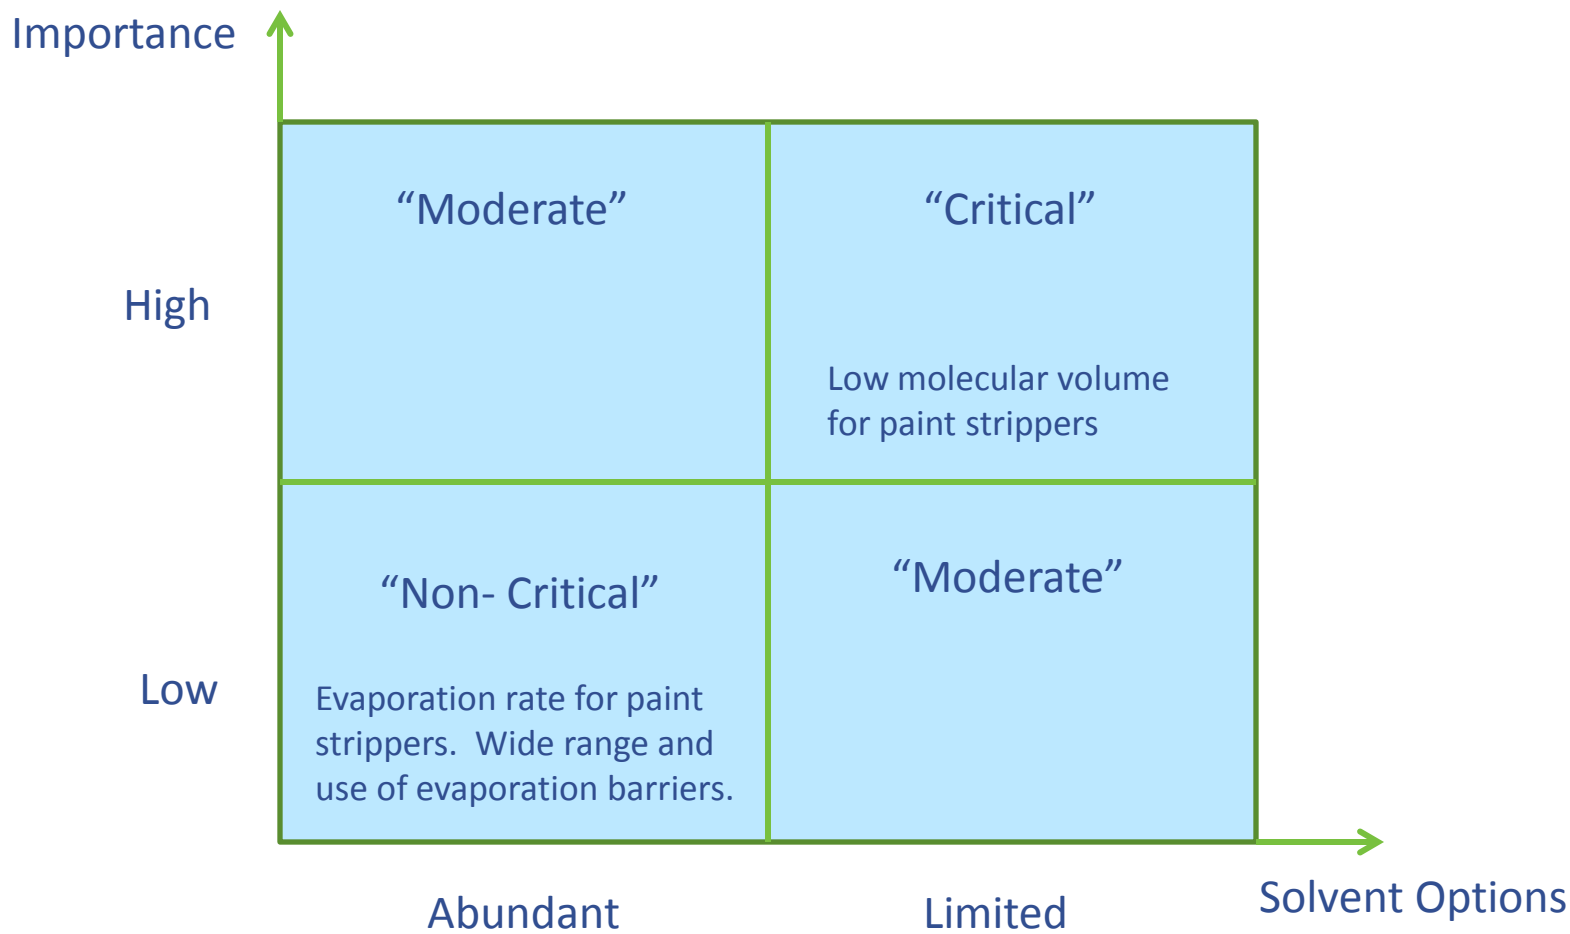 Importance
“Moderate”
“Critical”
High
Low molecular volume
for paint strippers
“Non- Critical”
“Moderate”
Low
Evaporation rate for paint
strippers.  Wide range and
use of evaporation barriers.
Abundant
Limited
Solvent Options